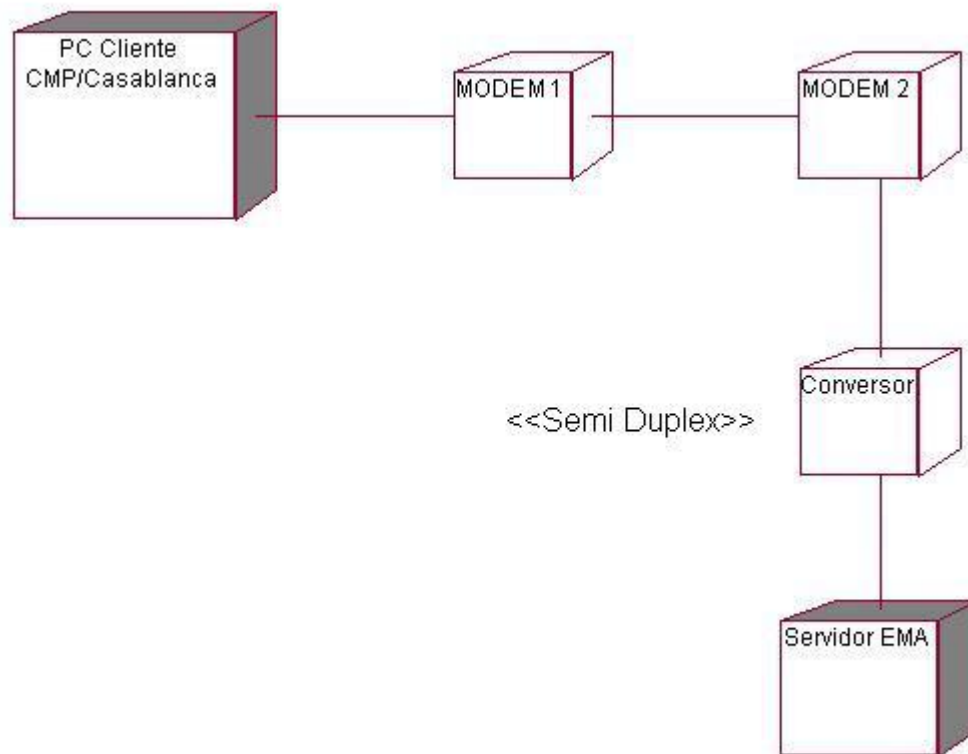 PC Cliente
CMP/Casablanca
MODEM 1
MODEM 2
Conversor
<<Semi Duplex>>
Servidor EMA